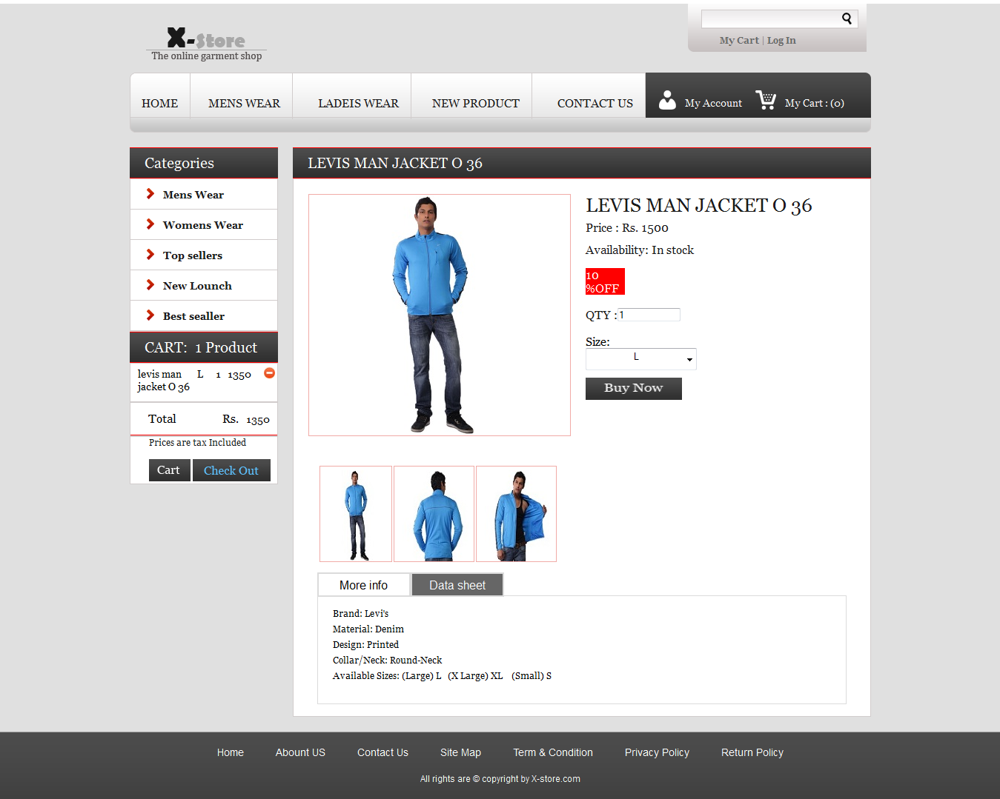 X-Store
The online garment shop
My Cart | Log In
HOME MENS WEAR LADEIS WEAR NEW PRODUCT CONTACT US My Account My Cart : (0)
Categories
Mens Wear
Womens Wear
Top sellers
New Lounch
Best sealler
CART: 1 Product
levis man L 1 1350
jacket O 36
Total Rs. 1350
Prices are tax Included
Cart Check Out
LEVIS MAN JACKET O 36
LEVIS MAN JACKET O 36
Price : Rs. 1500
Availability: In stock
10
%OFF
QTY : 1
Size:
L
Buy Now
More info Data sheet
Brand: Levi's
Material: Denim
Design: Printed
Collar/Neck: Round-Neck
Available Sizes: (Large) L (X Large) XL (Small) S
Home Abount US Contact Us Site Map Term & Condition Privacy Policy Return Policy
All rights are © copyright by X-store.com